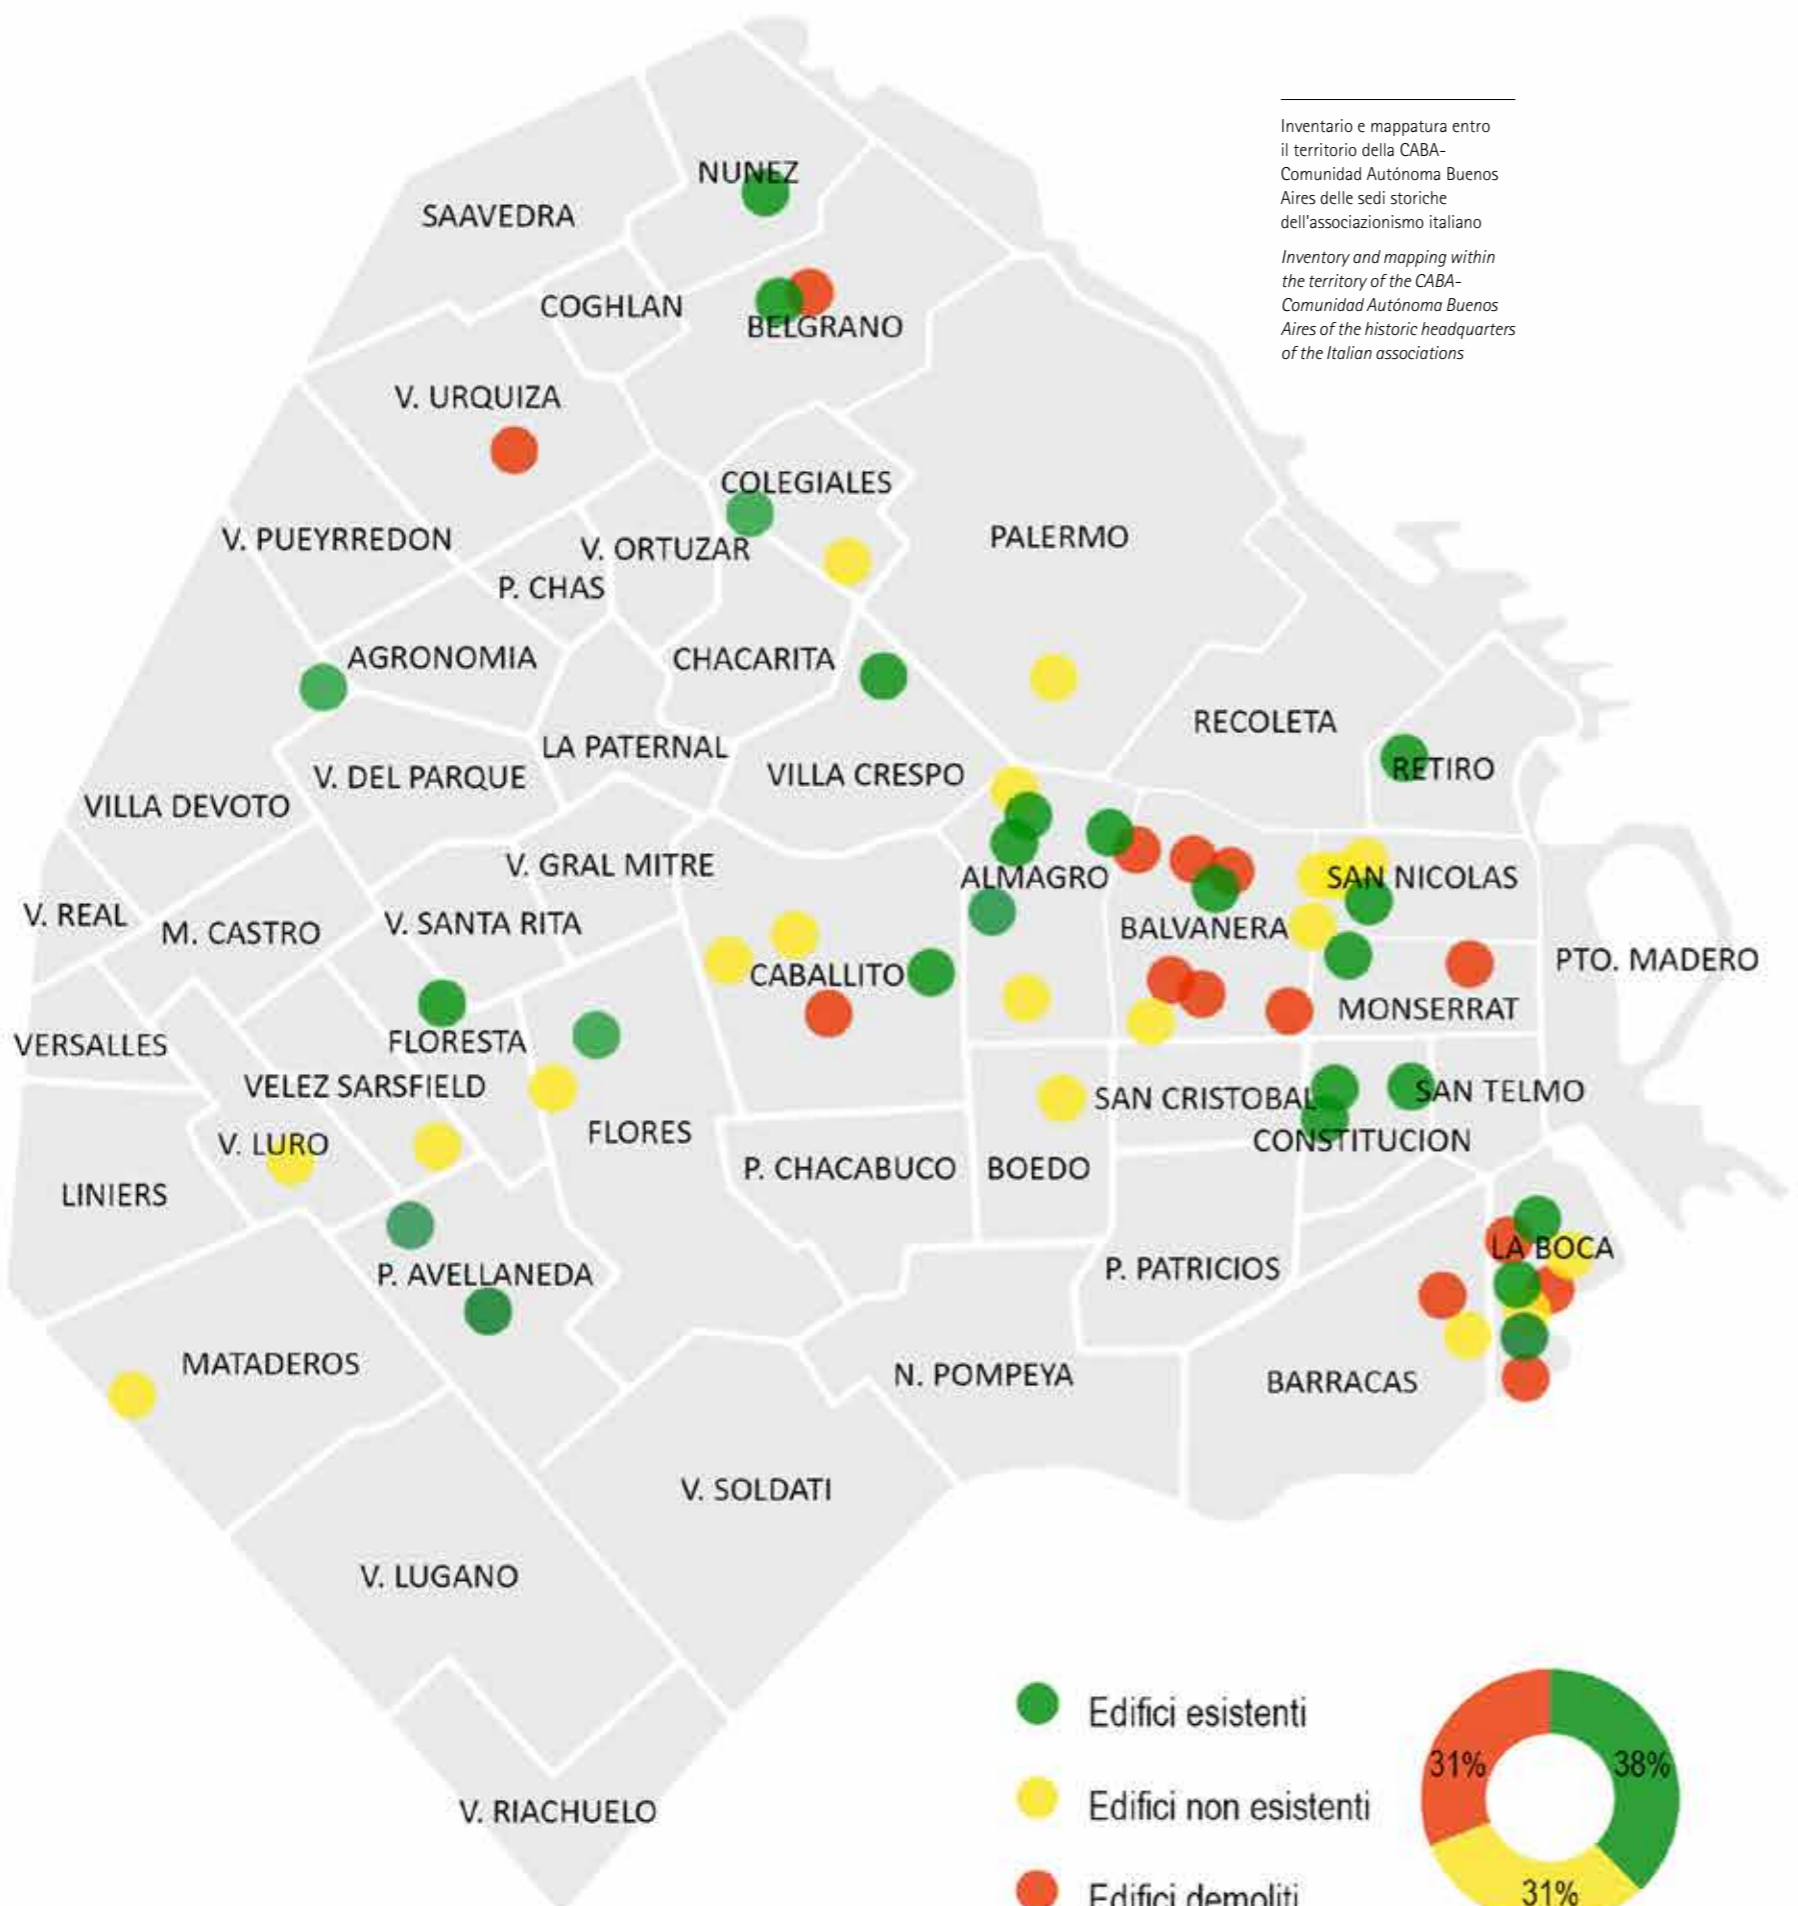 Inventario e mappatura entro
il territorio della CABA-
Comunidad Autónoma Buenos
Aires delle sedi storiche
dell'associazionismo italiano
Inventory and mapping within
the territory of the CABA-
Comunidad Autónoma Buenos
Aires of the historic headquarters
of the Italian associations
NUNEZ
SAAVEDRA
COGHLAN
BELGRANO
V. URQUIZA
COLEGIALES
V. PUEYRREDON
V. ORTUZAR
PALERMO
P. CHAS
AGRONOMIA
CHACARITA
RECOLETA
LA PATERNAL
RETIRO
V. DEL PARQUE
VILLA CRESPO
VILLA DEVOTO
V. GRAL MITRE
ALMAGRO
SAN NICOLAS
V. REAL
M. CASTRO
V. SANTA RITA
BALVANERA
CABALLITO
PTO. MADERO
MONSERRAT
VERSALLES
FLORESTA
VELEZ SARSFIELD
SAN CRISTOBAL
SAN TELMO
FLORES
V. LURO
CONSTITUCION
P. CHACABUCO
BOEDO
LINIERS
LA BOCA
P. AVELLANEDA
P. PATRICIOS
MATADEROS
N. POMPEYA
BARRACAS
V. SOLDATI
V. LUGANO
V. RIACHUELO
Edifici esistenti
Edifici non esistenti
Edifici demoliti
31%
38%
31%